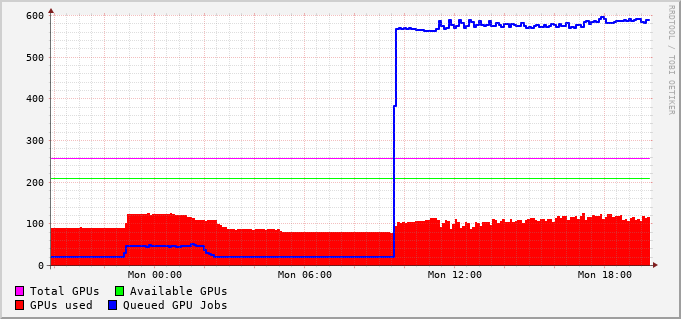 600
500
400
300
200
100
0
Mon 00:00 Mon 06:00 Mon 12:00 Mon 18:00
Total GPUs Available GPUs
GPUs used Queued GPU Jobs
RRDTOOL / TOBI OETIKER